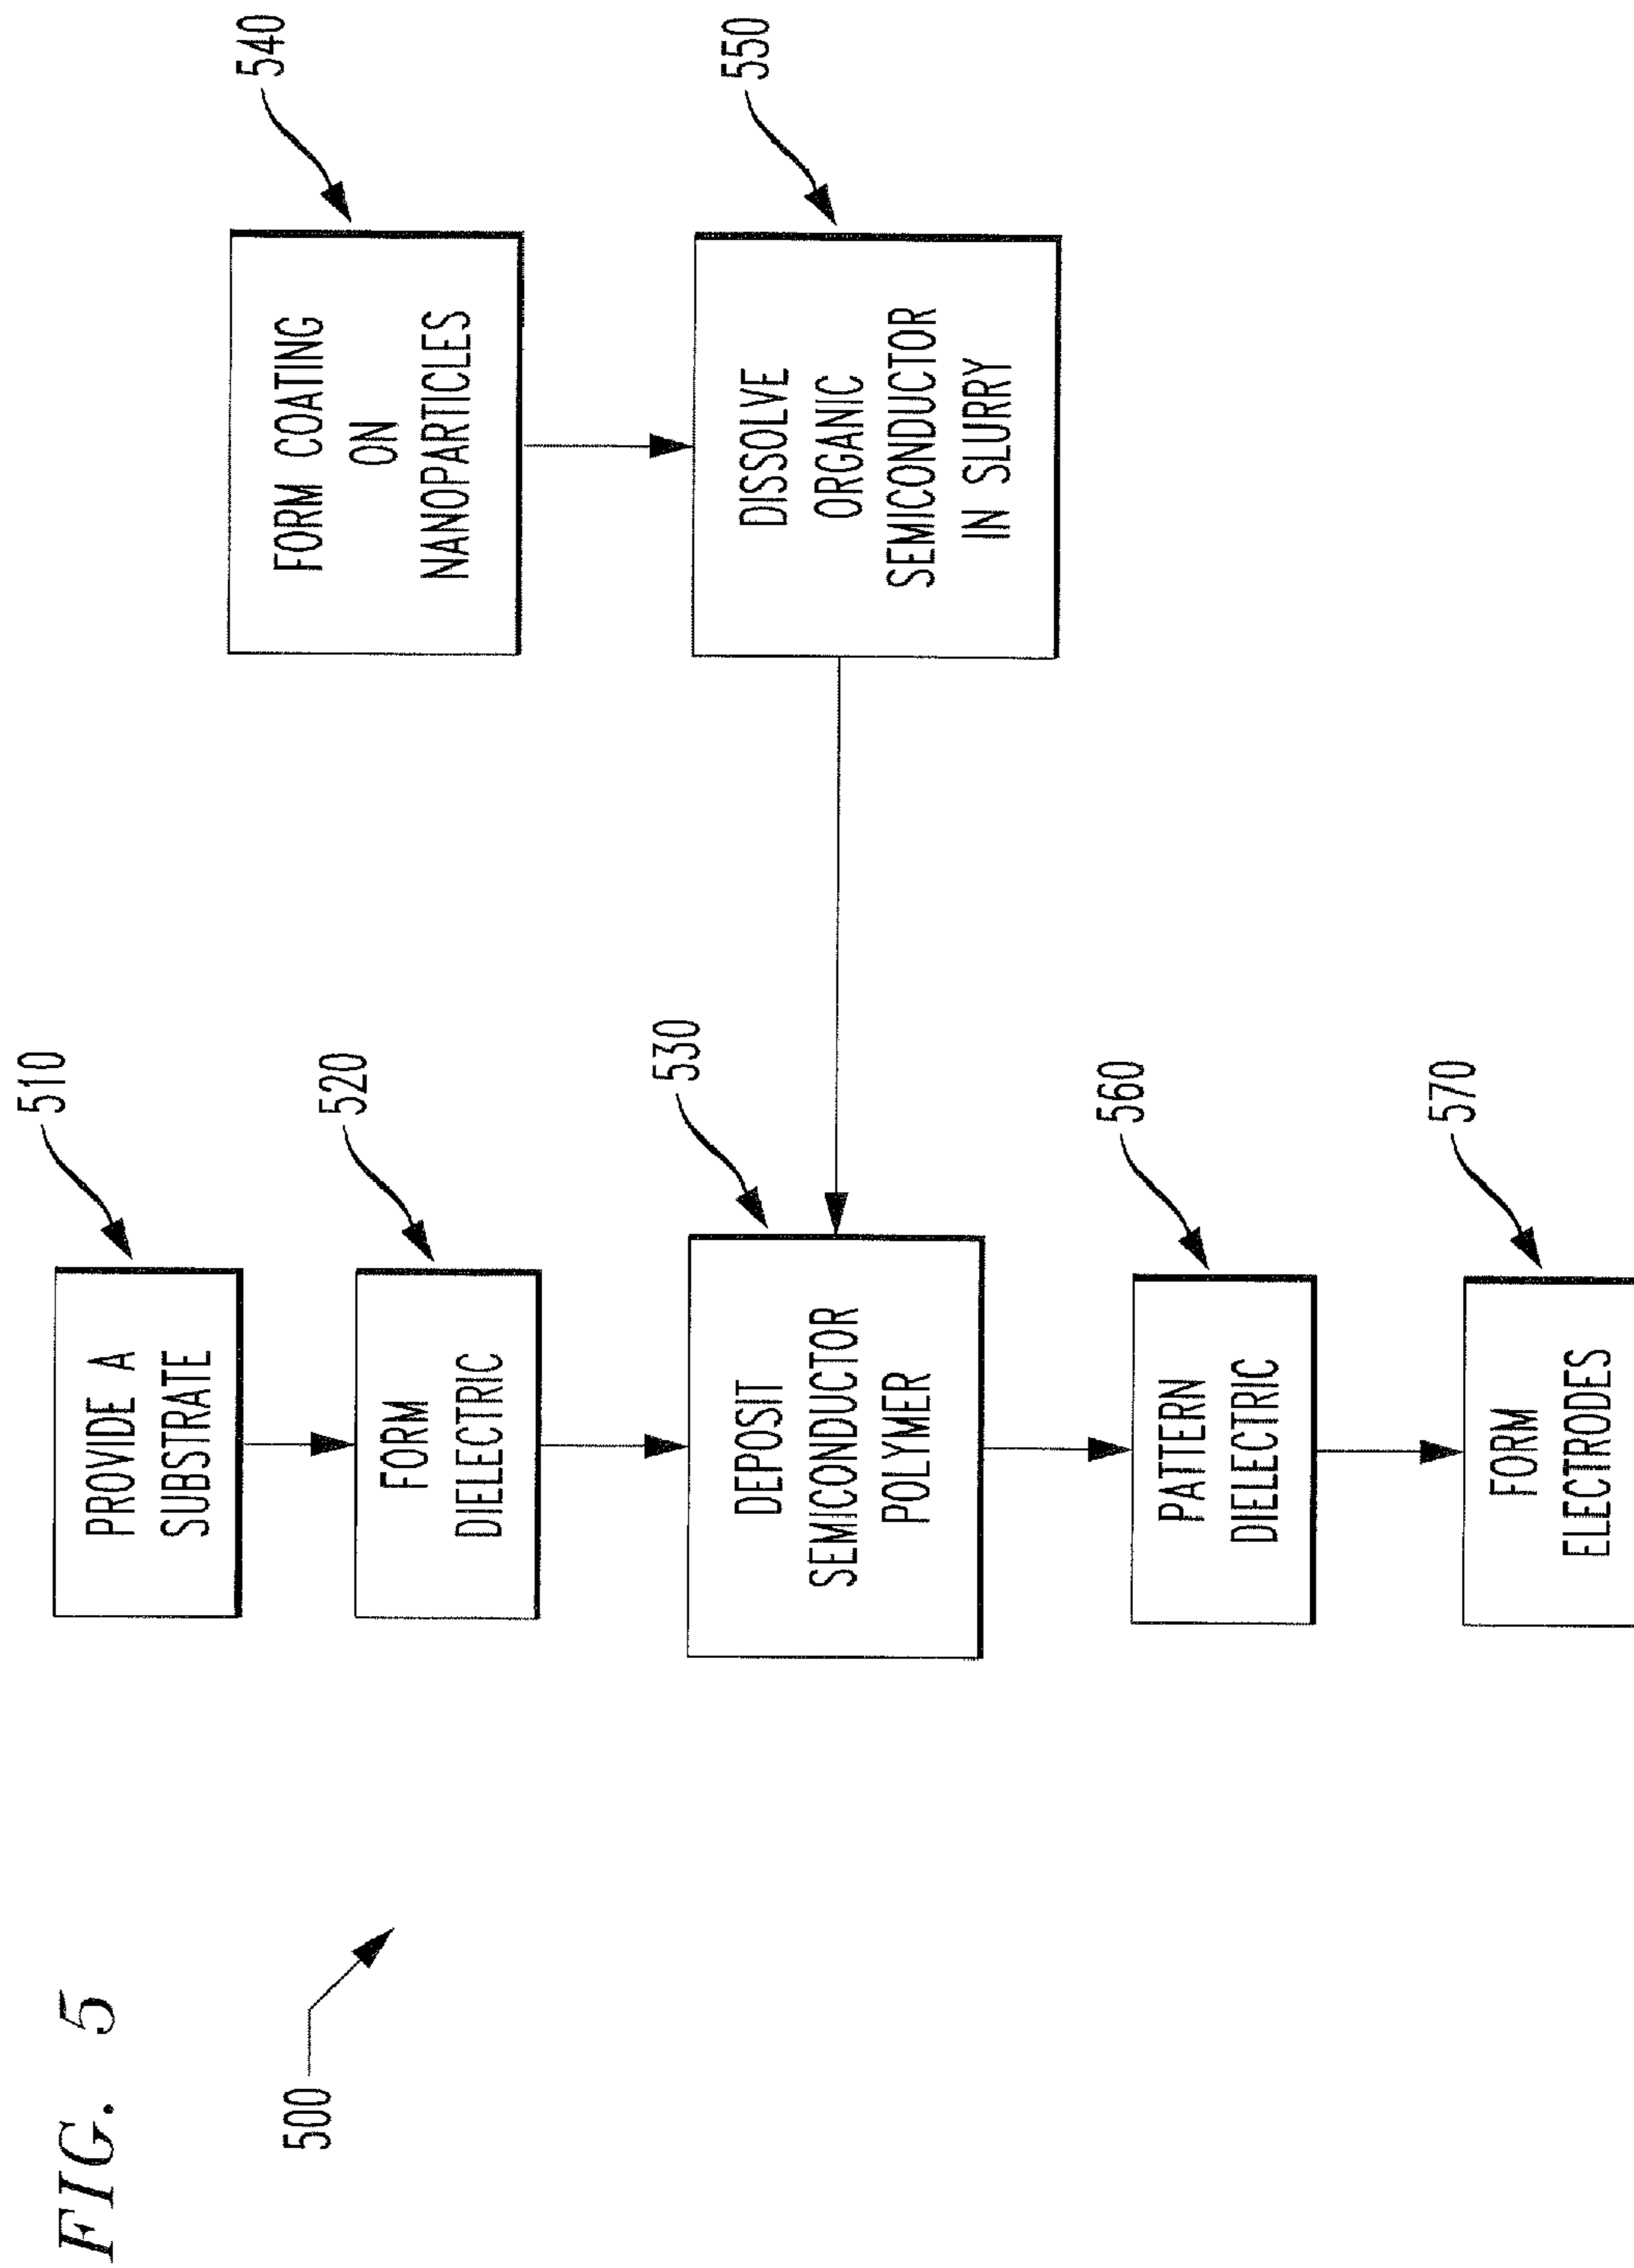 FIG. 5
500
510
PROVIDE A
SUBSTRATE
520
FORM
DIELECTRIC
530
DEPOSIT
SEMICONDUCTOR
POLYMER
540
FORM COATING
ON
NANOPARTICLES
550
DISSOLVE
ORGANIC
SEMICONDUCTOR
IN SLURRY
560
PATTERN
DIELECTRIC
570
FORM
ELECTRODES